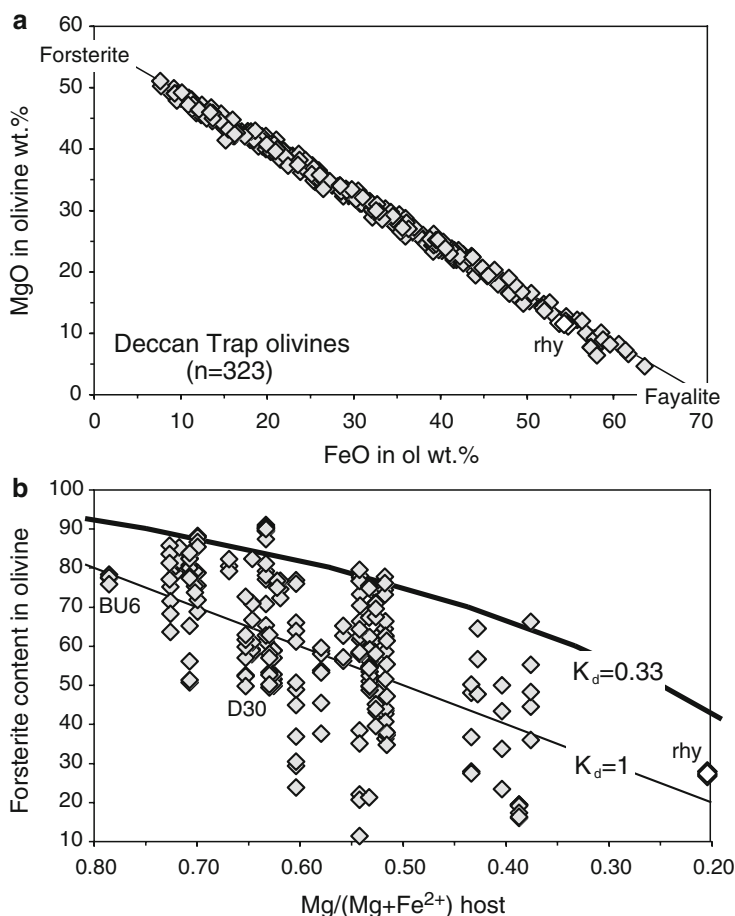 a
60
Forsterite
50
40
30
20
10
0
MgO in olivine wt.%
Deccan Trap olivines
(n=323)
rhy
Fayalite
0 10 20 30 40 50 60 70
FeO in ol wt.%
b
100
90
80
70
60
50
40
30
20
10
Forsterite content in olivine
BU6
D30
Kd=0.33
Kd=1
rhy
0.80 0.70 0.60 0.50 0.40 0.30 0.20
Mg/(Mg+Fe2+) host